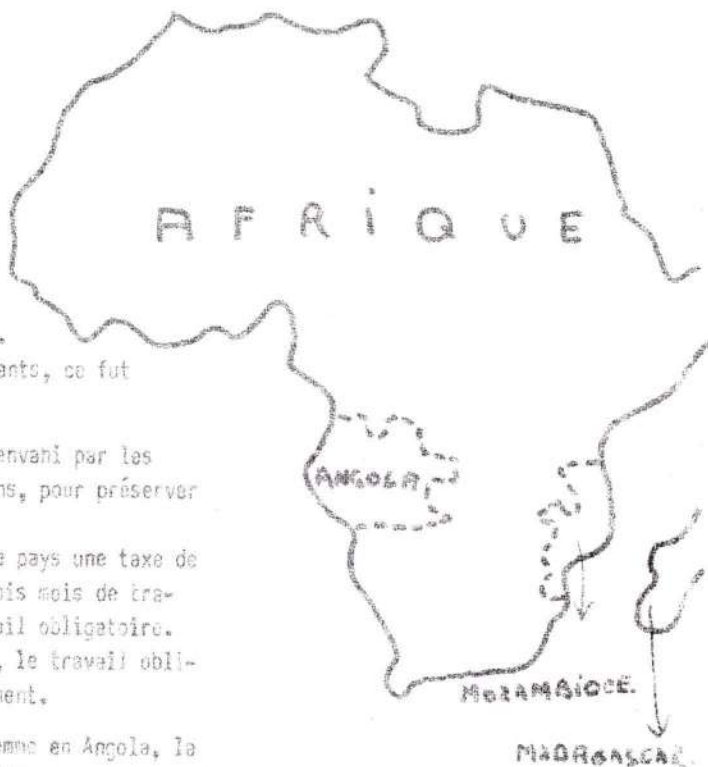 AFRIQUE
ants, ce fut
envahi par les
ns, pour préserver
ANGOLA
e pays une taxe de
ois mois de tra-
ail obligatoire.
, le travail obli-
ment.
MOZAMBIQUE.
emme en Angola, la
MADAGASCAR.